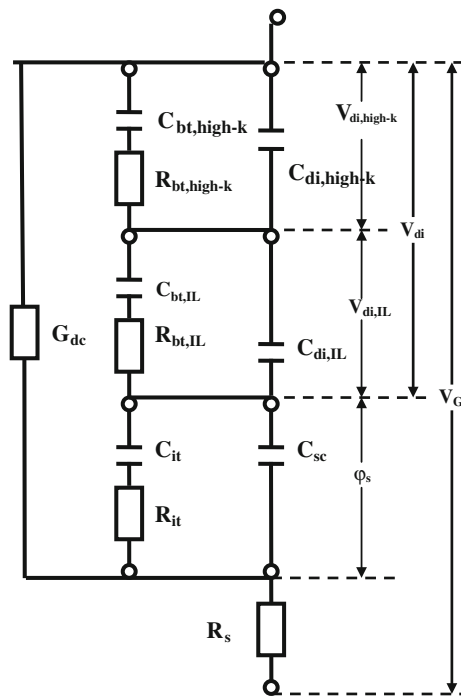 C_bt,high-k
V_di,high-k
R_bt,high-k
C_di,high-k
V_di
C_bt,IL
V_di,IL
G_dc
R_bt,IL
C_di,IL
V_G
C_it
C_sc
φ_s
R_it
R_s